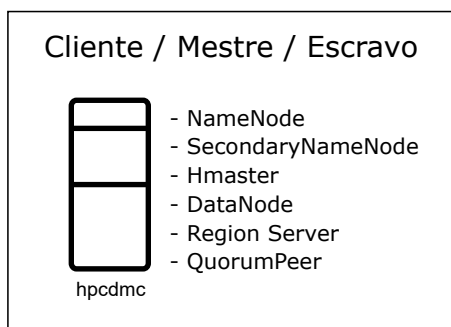 Cliente / Mestre / Escravo
- NameNode
- SecondaryNameNode
- Hmaster
- DataNode
- Region Server
- QuorumPeer
hpcdmc